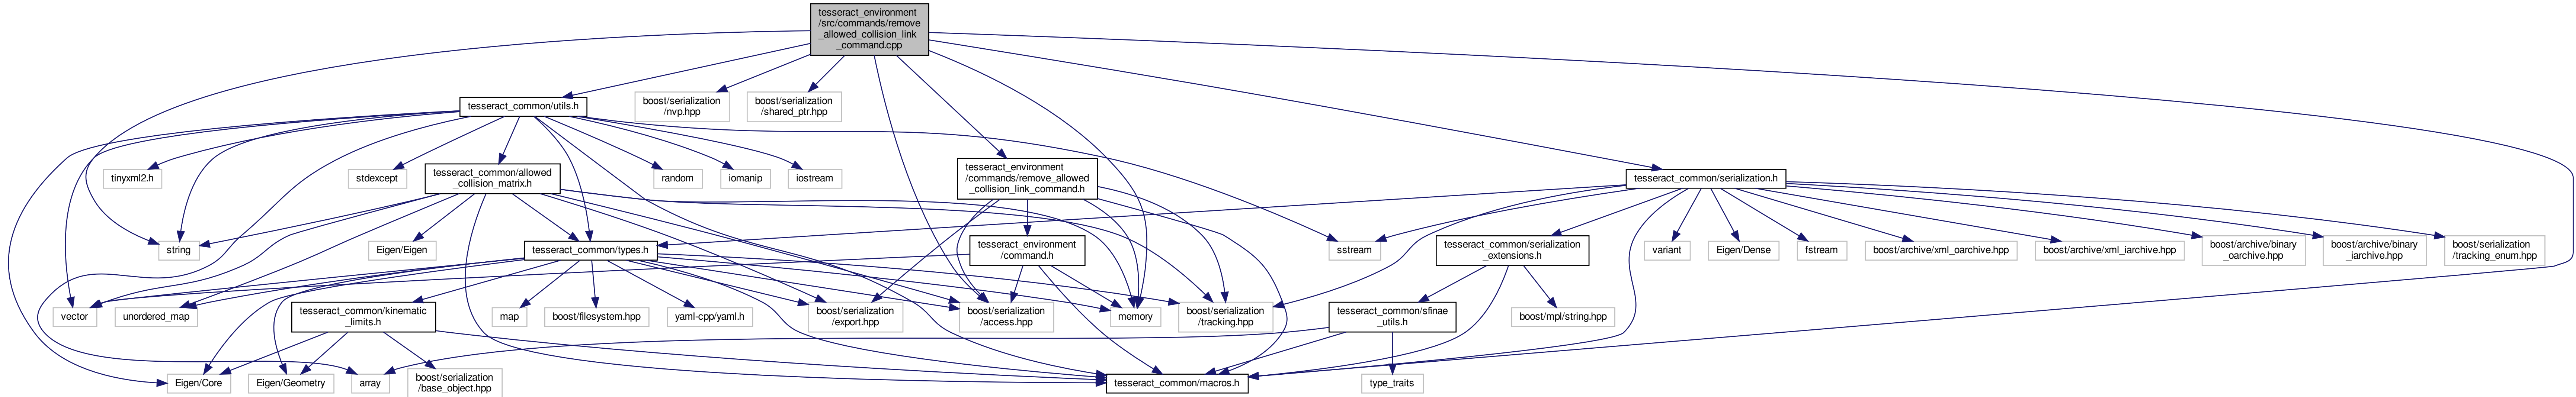 tesseract_environment
/src/commands/remove
_allowed_collision_link
_command.cpp
tesseract_common/utils.h
boost/serialization
/nvp.hpp
boost/serialization
/shared_ptr.hpp
tinyxml2.h
stdexcept
tesseract_common/allowed
_collision_matrix.h
random
iomanip
iostream
tesseract_environment
/commands/remove_allowed
_collision_link_command.h
tesseract_common/serialization.h
string
Eigen/Eigen
tesseract_common/types.h
tesseract_environment
/command.h
sstream
tesseract_common/serialization
_extensions.h
variant
Eigen/Dense
fstream
boost/archive/xml_oarchive.hpp
boost/archive/xml_iarchive.hpp
boost/archive/binary
_oarchive.hpp
boost/archive/binary
_iarchive.hpp
boost/serialization
/tracking_enum.hpp
vector
unordered_map
tesseract_common/kinematic
_limits.h
map
boost/filesystem.hpp
yaml-cpp/yaml.h
boost/serialization
/export.hpp
boost/serialization
/access.hpp
memory
boost/serialization
/tracking.hpp
tesseract_common/sfinae
_utils.h
boost/mpl/string.hpp
Eigen/Core
Eigen/Geometry
array
boost/serialization
/base_object.hpp
tesseract_common/macros.h
type_traits